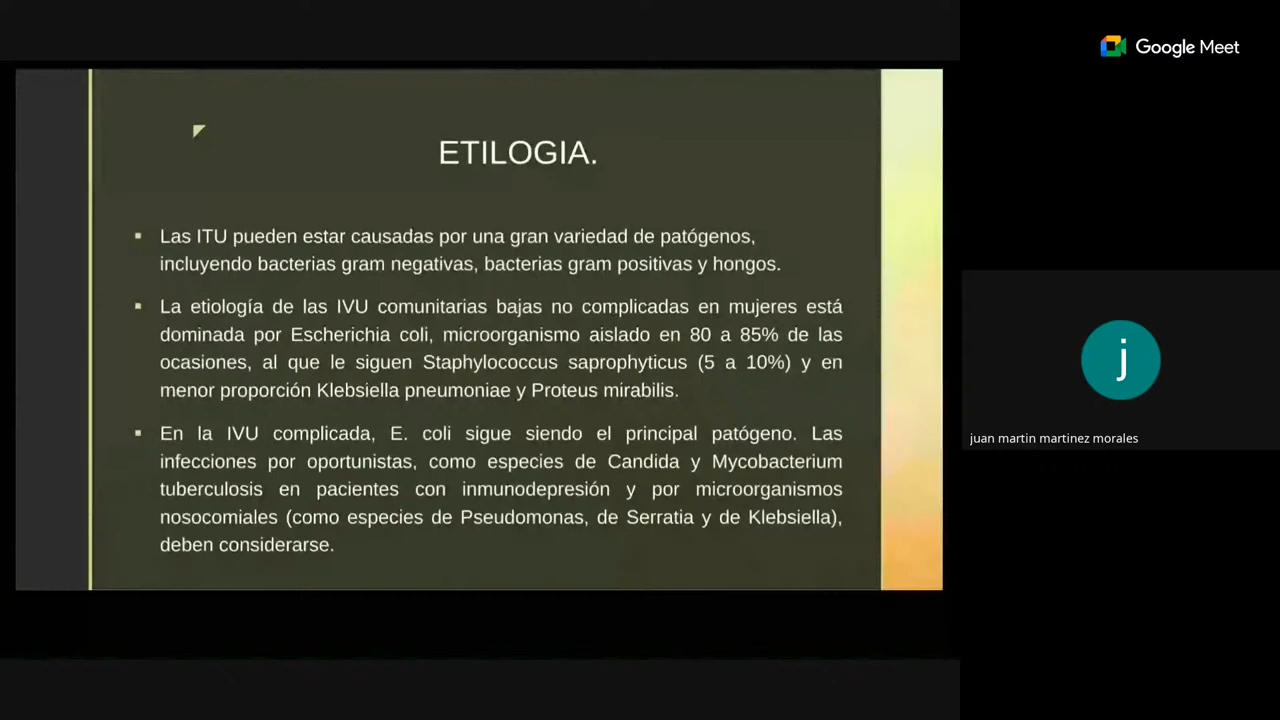 Google Meet
ETILOGIA.
▪ Las ITU pueden estar causadas por una gran variedad de patógenos,
incluyendo bacterias gram negativas, bacterias gram positivas y hongos.
▪ La etiología de las IVU comunitarias bajas no complicadas en mujeres está
dominada por Escherichia coli, microorganismo aislado en 80 a 85% de las
ocasiones, al que le siguen Staphylococcus saprophyticus (5 a 10%) y en
menor proporción Klebsiella pneumoniae y Proteus mirabilis.
▪ En la IVU complicada, E. coli sigue siendo el principal patógeno. Las
infecciones por oportunistas, como especies de Candida y Mycobacterium
tuberculosis en pacientes con inmunodepresión y por microorganismos
nosocomiales (como especies de Pseudomonas, de Serratia y de Klebsiella),
deben considerarse.
j
juan martin martinez morales